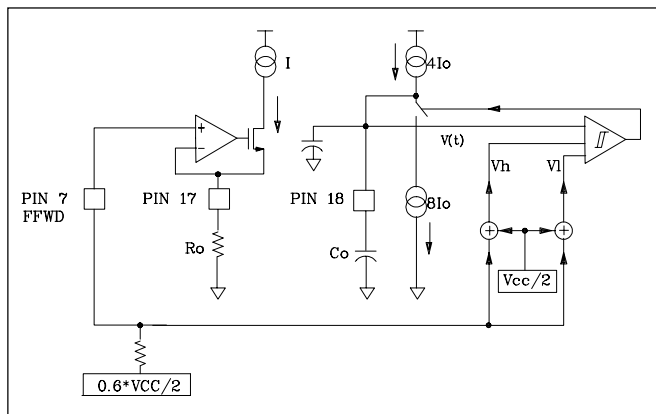 I
4Io
+
−
V(t)
Vh
Vl
PIN 7
FFWD
PIN 17
PIN 18
8Io
Ro
Co
+
+
Vcc/2
0.6*VCC/2